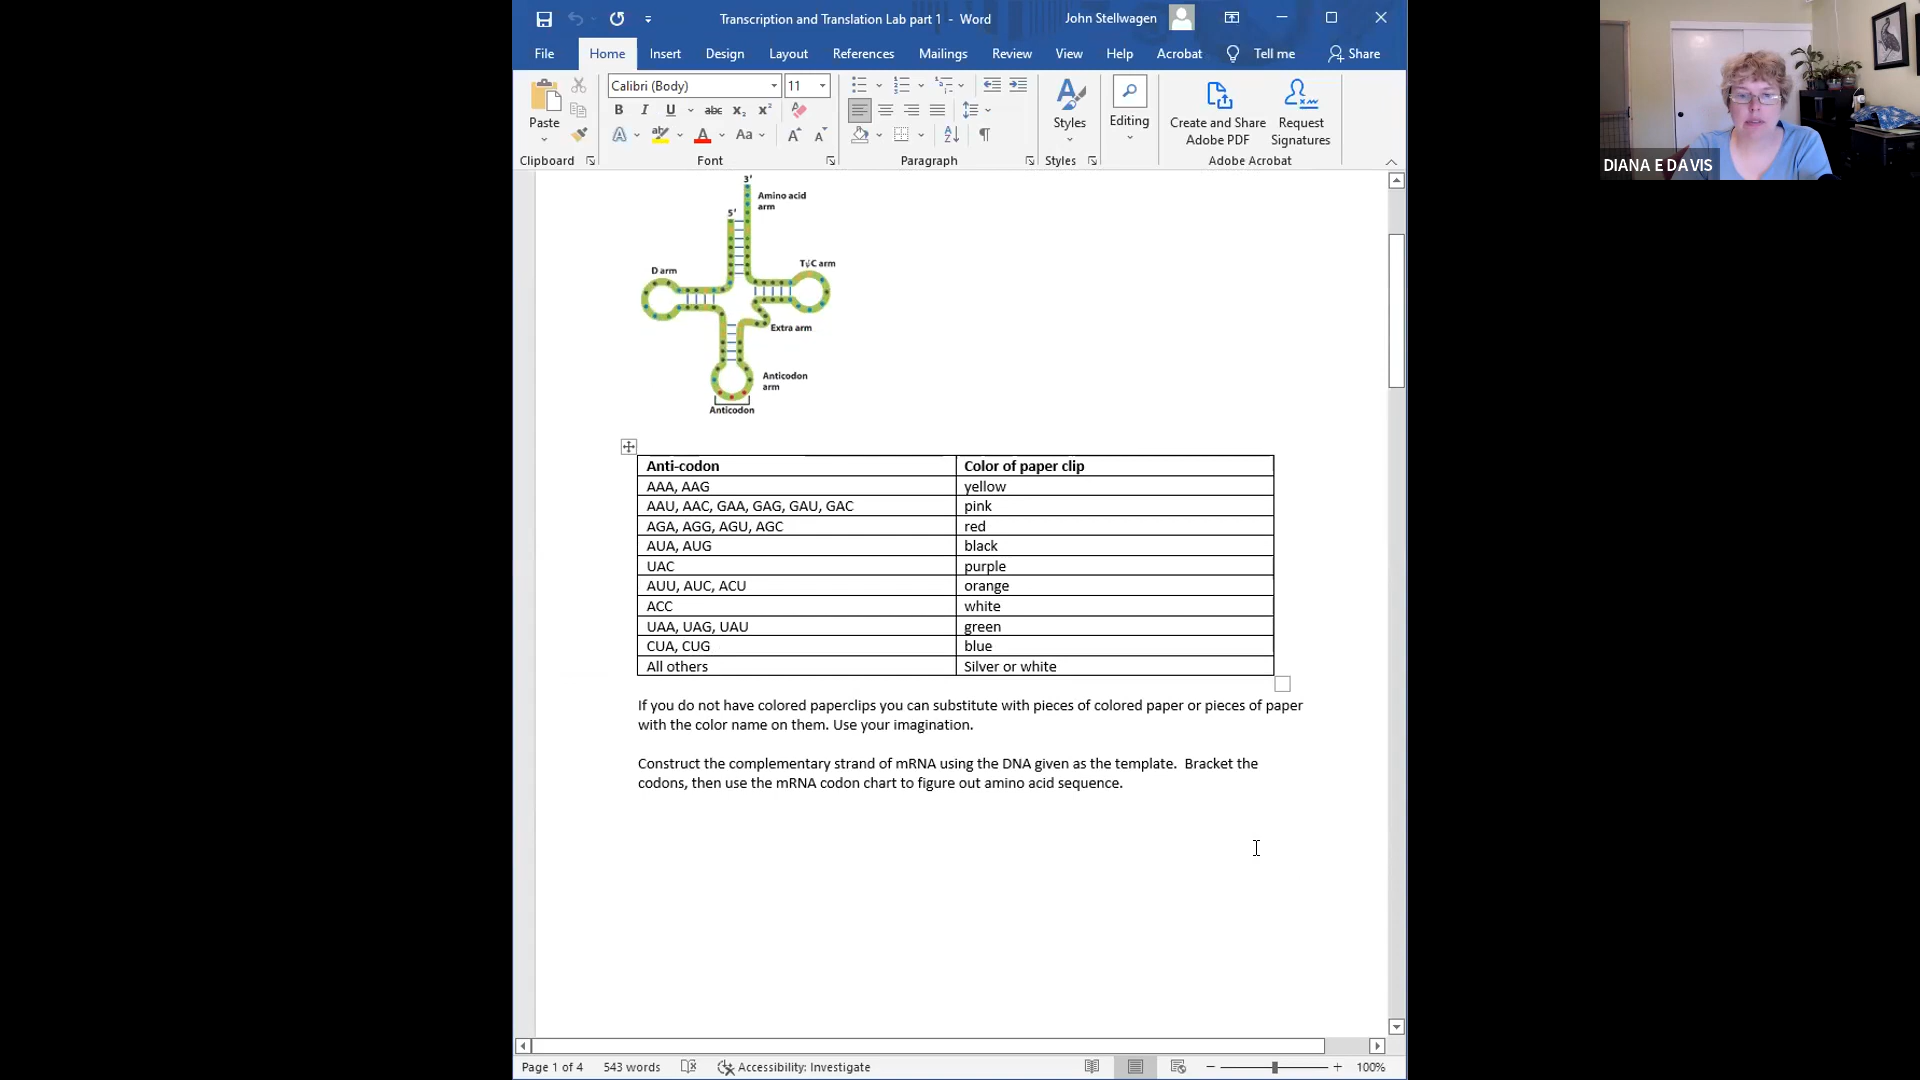 Transcription and Translation Lab part 1 - Word
John Stellwagen
File Home Insert Design Layout References Mailings Review View Help Acrobat Tell me Share
Calibri (Body) 11
Paste
B I U abc x₂ x²
A A Aa A A
Styles
Editing
Create and Share
Adobe PDF
Request
Signatures
Clipboard Font Paragraph Styles Adobe Acrobat
3'
Amino acid
arm
5'
D arm
TψC arm
Extra arm
Anticodon
arm
Anticodon
Anti-codon Color of paper clip
AAA, AAG yellow
AAU, AAC, GAA, GAG, GAU, GAC pink
AGA, AGG, AGU, AGC red
AUA, AUG black
UAC purple
AUU, AUC, ACU orange
ACC white
UAA, UAG, UAU green
CUA, CUG blue
All others Silver or white
If you do not have colored paperclips you can substitute with pieces of colored paper or pieces of paper
with the color name on them. Use your imagination.
Construct the complementary strand of mRNA using the DNA given as the template. Bracket the
codons, then use the mRNA codon chart to figure out amino acid sequence.
Page 1 of 4 543 words Accessibility: Investigate 100%
DIANA E DAVIS